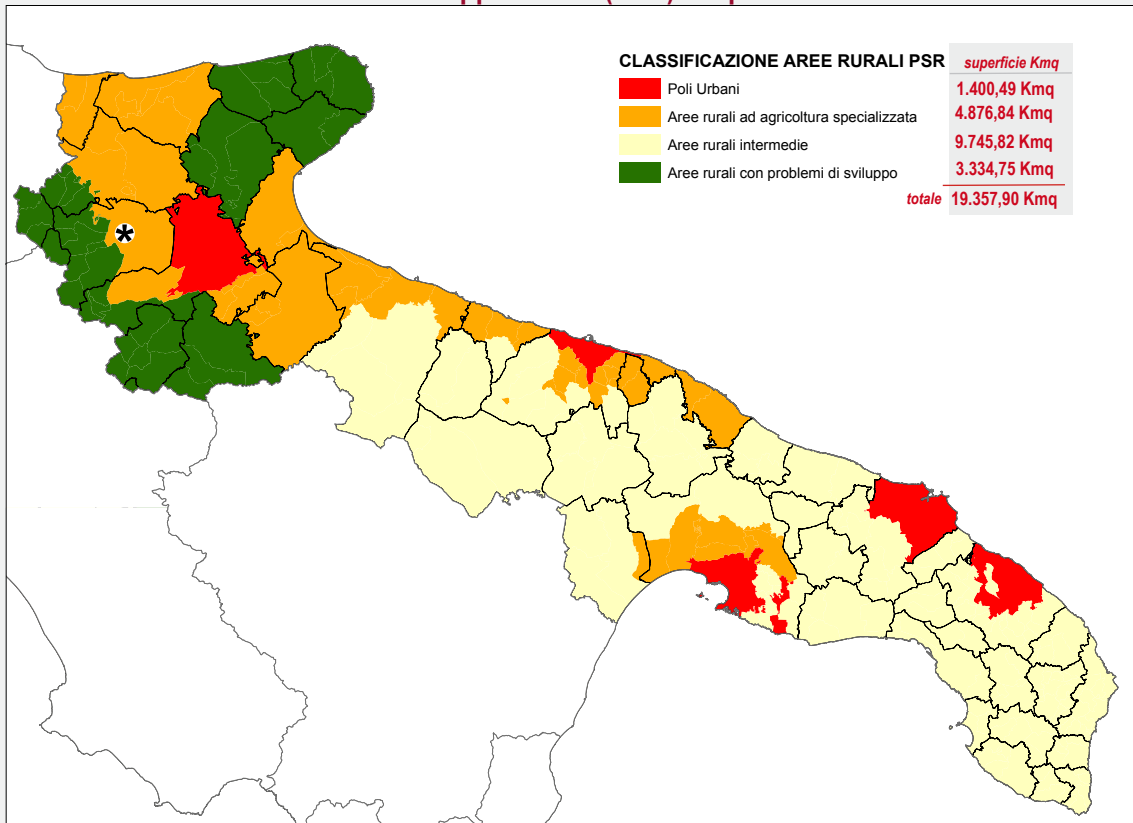 CLASSIFICAZIONE AREE RURALI PSR superficie Kmq
Poli Urbani 1.400,49 Kmq
Aree rurali ad agricoltura specializzata 4.876,84 Kmq
Aree rurali intermedie 9.745,82 Kmq
Aree rurali con problemi di sviluppo 3.334,75 Kmq
totale 19.357,90 Kmq
*